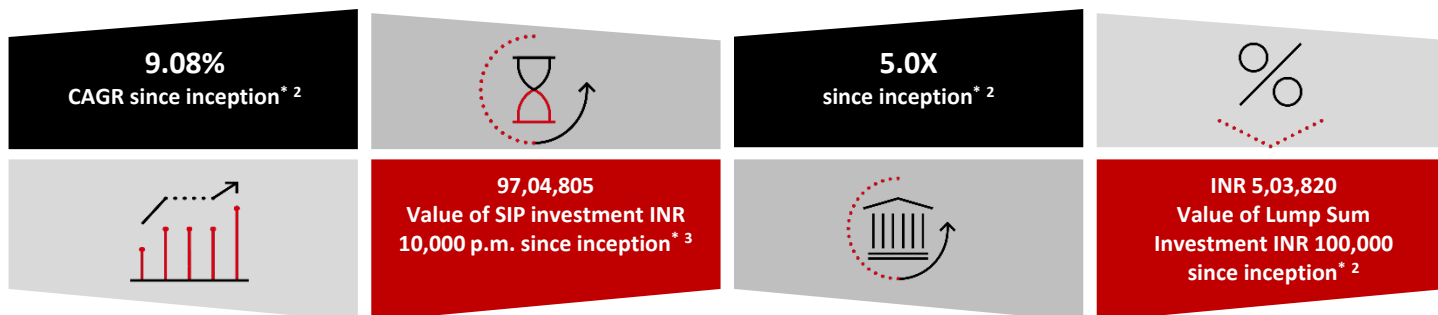 9.08%
CAGR since inception* 2
5.0X
since inception* 2
97,04,805
Value of SIP investment INR
10,000 p.m. since inception* 3
INR 5,03,820
Value of Lump Sum
Investment INR 100,000
since inception* 2